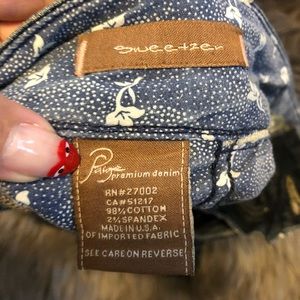 sweetzer
Paige
premium denim
RN#27002
CA#51217
98% COTTON
2% SPANDEX
MADE IN U.S.A.
OF IMPORTED FABRIC
SEE CARE ON REVERSE